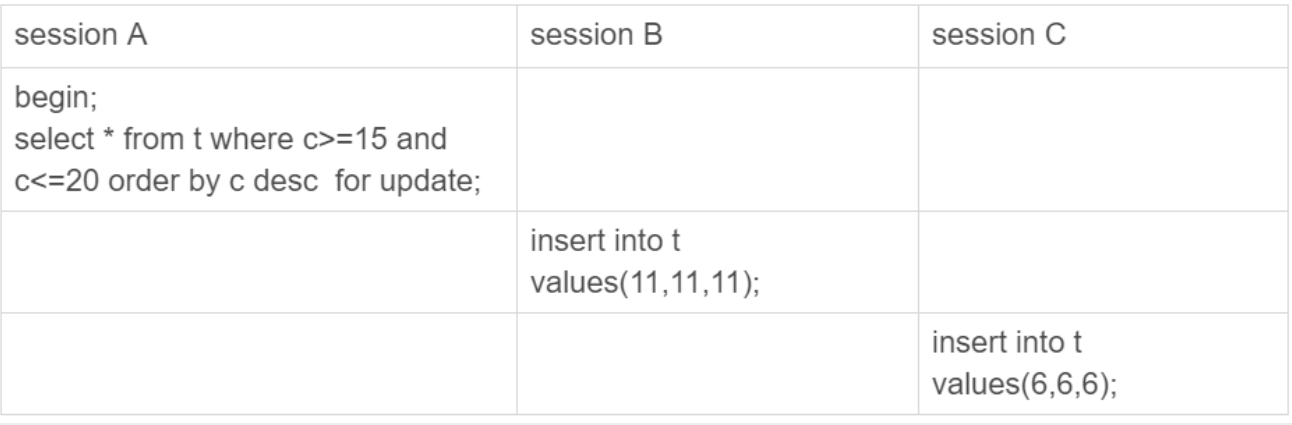 session A
session B
session C
begin;
select * from t where c>=15 and
c<=20 order by c desc  for update;
insert into t
values(11,11,11);
insert into t
values(6,6,6);